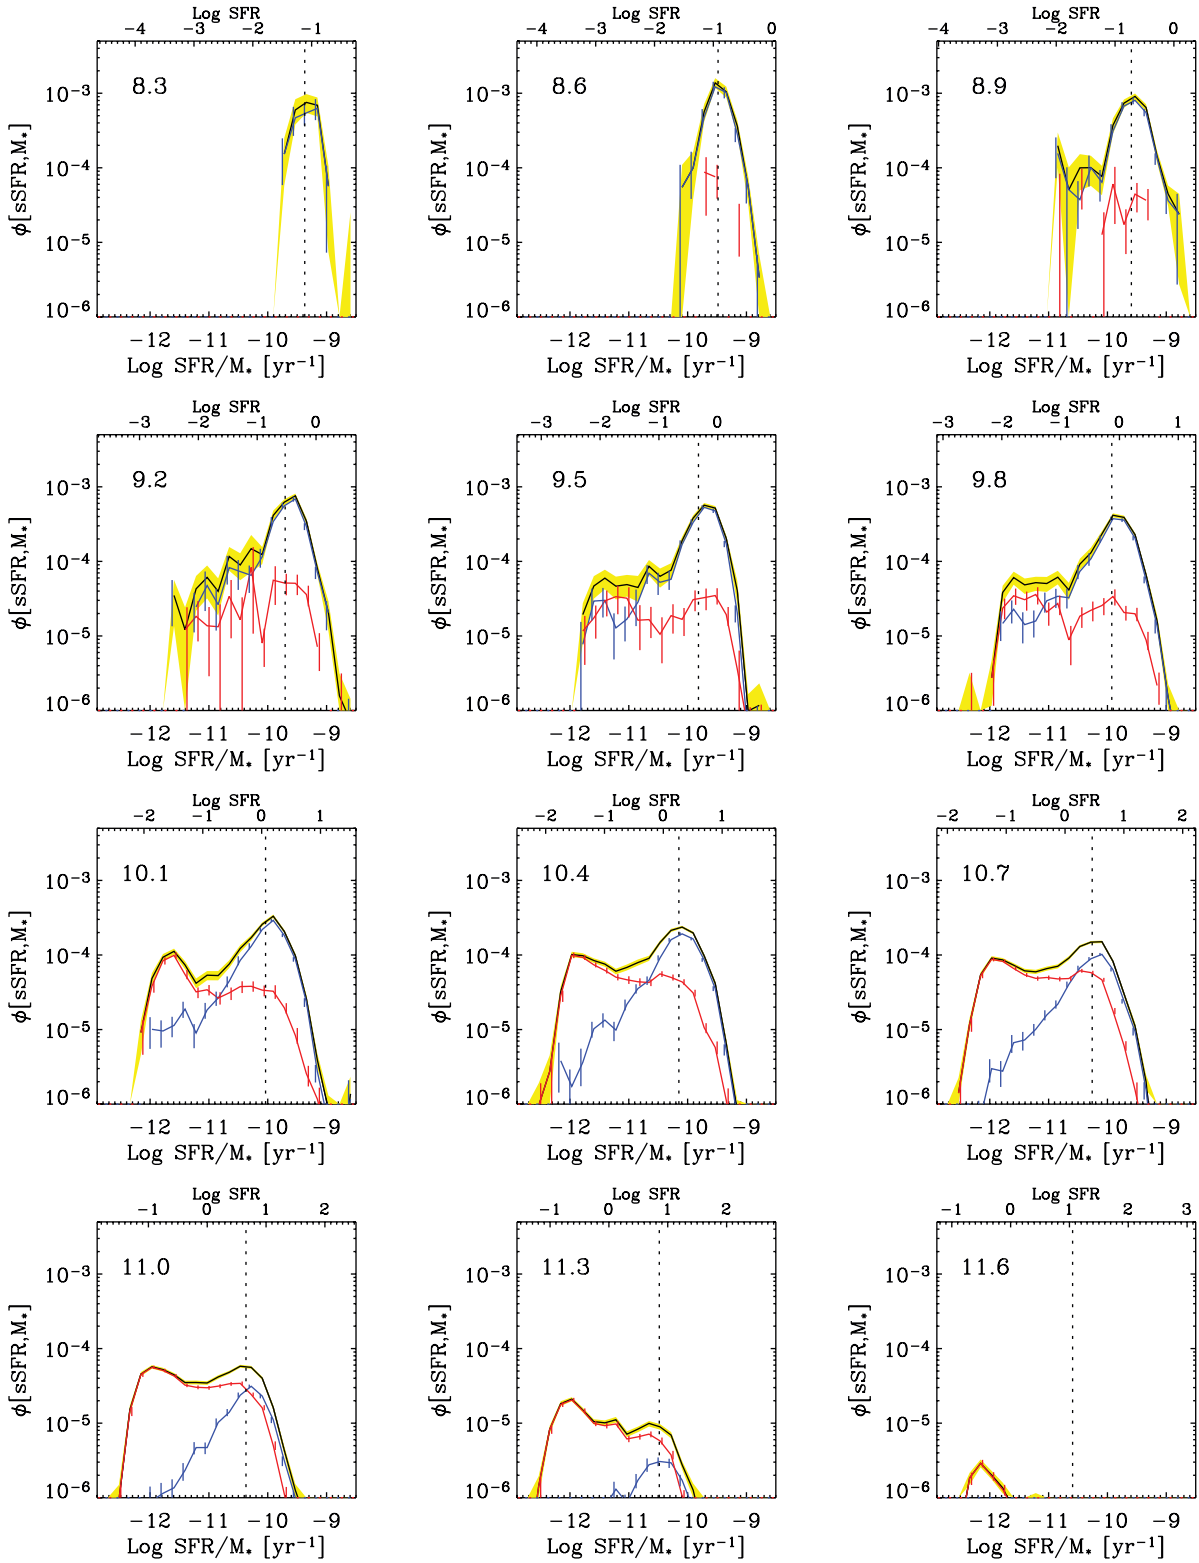 Log SFR Log SFR Log SFR
−4 −3 −2 −1 −4 −3 −2 −1 0 −4 −3 −2 −1 0
8.3 8.6 8.9
10⁻³ 10⁻³ 10⁻³
10⁻⁴ 10⁻⁴ 10⁻⁴
10⁻⁵ 10⁻⁵ 10⁻⁵
10⁻⁶ 10⁻⁶ 10⁻⁶
ϕ[sSFR,M*] ϕ[sSFR,M*] ϕ[sSFR,M*]
−12 −11 −10 −9 −12 −11 −10 −9 −12 −11 −10 −9
Log SFR/M* [yr⁻¹] Log SFR/M* [yr⁻¹] Log SFR/M* [yr⁻¹]
Log SFR Log SFR Log SFR
−3 −2 −1 0 −3 −2 −1 0 −3 −2 −1 0 1
9.2 9.5 9.8
10⁻³ 10⁻³ 10⁻³
10⁻⁴ 10⁻⁴ 10⁻⁴
10⁻⁵ 10⁻⁵ 10⁻⁵
10⁻⁶ 10⁻⁶ 10⁻⁶
ϕ[sSFR,M*] ϕ[sSFR,M*] ϕ[sSFR,M*]
−12 −11 −10 −9 −12 −11 −10 −9 −12 −11 −10 −9
Log SFR/M* [yr⁻¹] Log SFR/M* [yr⁻¹] Log SFR/M* [yr⁻¹]
Log SFR Log SFR Log SFR
−2 −1 0 1 −2 −1 0 1 −2 −1 0 1 2
10.1 10.4 10.7
10⁻³ 10⁻³ 10⁻³
10⁻⁴ 10⁻⁴ 10⁻⁴
10⁻⁵ 10⁻⁵ 10⁻⁵
10⁻⁶ 10⁻⁶ 10⁻⁶
ϕ[sSFR,M*] ϕ[sSFR,M*] ϕ[sSFR,M*]
−12 −11 −10 −9 −12 −11 −10 −9 −12 −11 −10 −9
Log SFR/M* [yr⁻¹] Log SFR/M* [yr⁻¹] Log SFR/M* [yr⁻¹]
Log SFR Log SFR Log SFR
−1 0 1 2 −1 0 1 2 −1 0 1 2 3
11.0 11.3 11.6
10⁻³ 10⁻³ 10⁻³
10⁻⁴ 10⁻⁴ 10⁻⁴
10⁻⁵ 10⁻⁵ 10⁻⁵
10⁻⁶ 10⁻⁶ 10⁻⁶
ϕ[sSFR,M*] ϕ[sSFR,M*] ϕ[sSFR,M*]
−12 −11 −10 −9 −12 −11 −10 −9 −12 −11 −10 −9
Log SFR/M* [yr⁻¹] Log SFR/M* [yr⁻¹] Log SFR/M* [yr⁻¹]